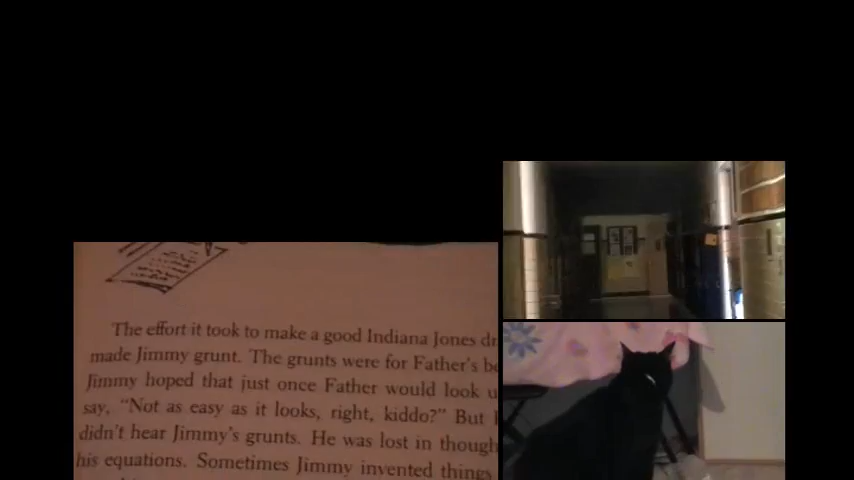 The effort it took to make a good Indiana Jones dr
made Jimmy grunt. The grunts were for Father's be
Jimmy hoped that just once Father would look u
say, "Not as easy as it looks, right, kiddo?" But
didn't hear Jimmy's grunts. He was lost in though
his equations. Sometimes Jimmy invented things